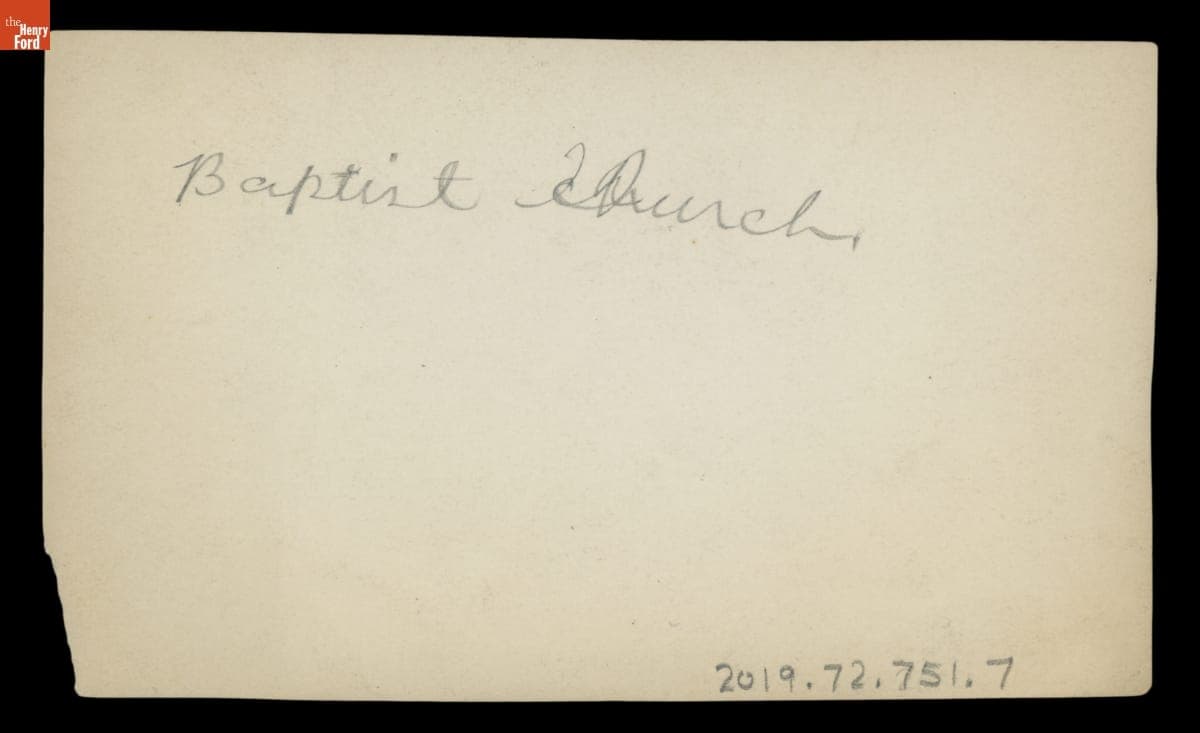 the
Henry
Ford
Baptist Church.
2019.72.751.7